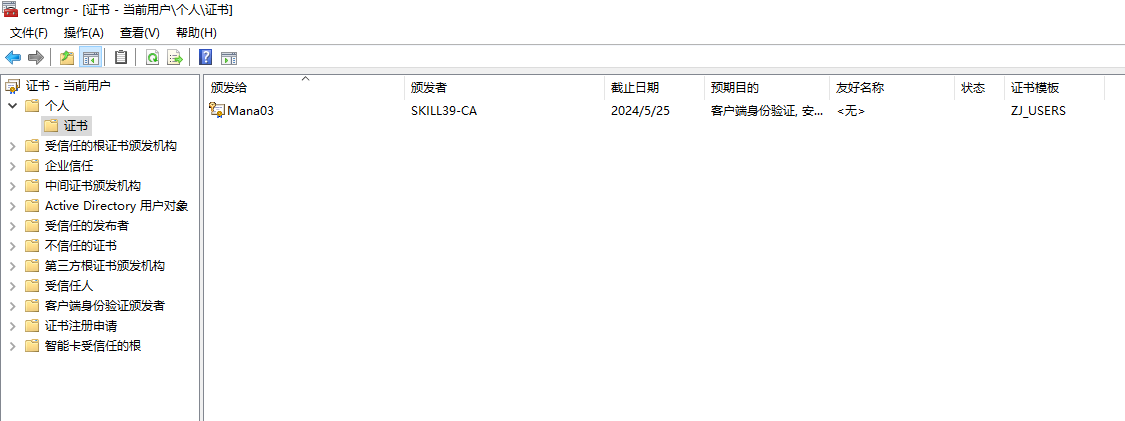 certmgr - [证书 - 当前用户\个人\证书]
文件(F) 操作(A) 查看(V) 帮助(H)
证书 - 当前用户
个人
证书
受信任的根证书颁发机构
企业信任
中间证书颁发机构
Active Directory 用户对象
受信任的发布者
不信任的证书
第三方根证书颁发机构
受信任人
客户端身份验证颁发者
证书注册申请
智能卡受信任的根
颁发给 颁发者 截止日期 预期目的 友好名称 状态 证书模板
Mana03 SKILL39-CA 2024/5/25 客户端身份验证, 安... <无> ZJ_USERS